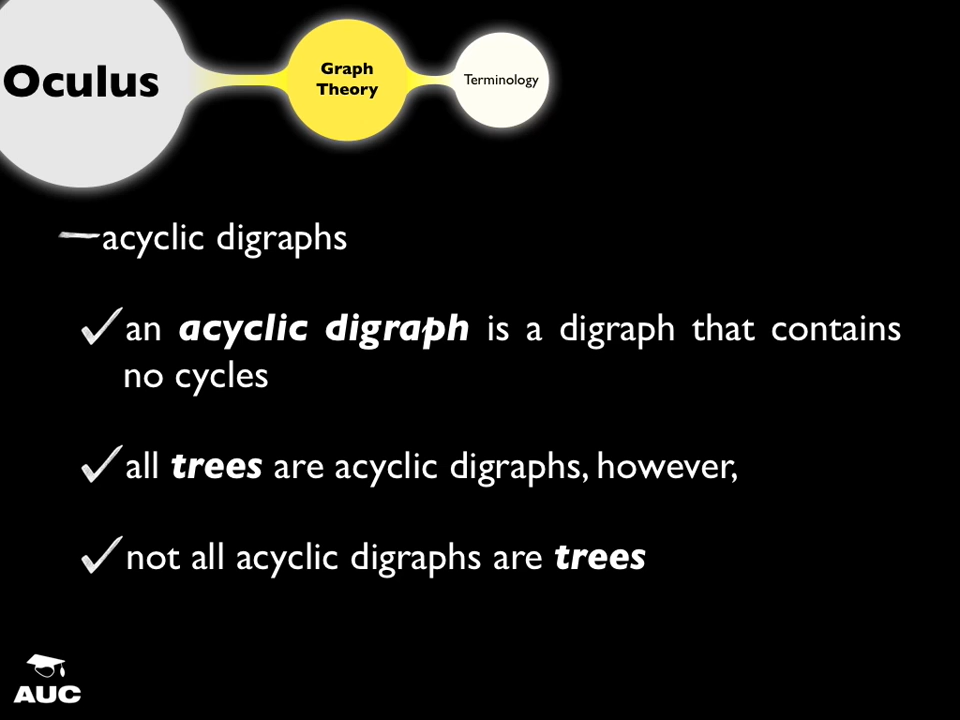 Oculus
Graph
Theory
Terminology
acyclic digraphs
an acyclic digraph is a digraph that contains
no cycles
all trees are acyclic digraphs, however,
not all acyclic digraphs are trees
AUC